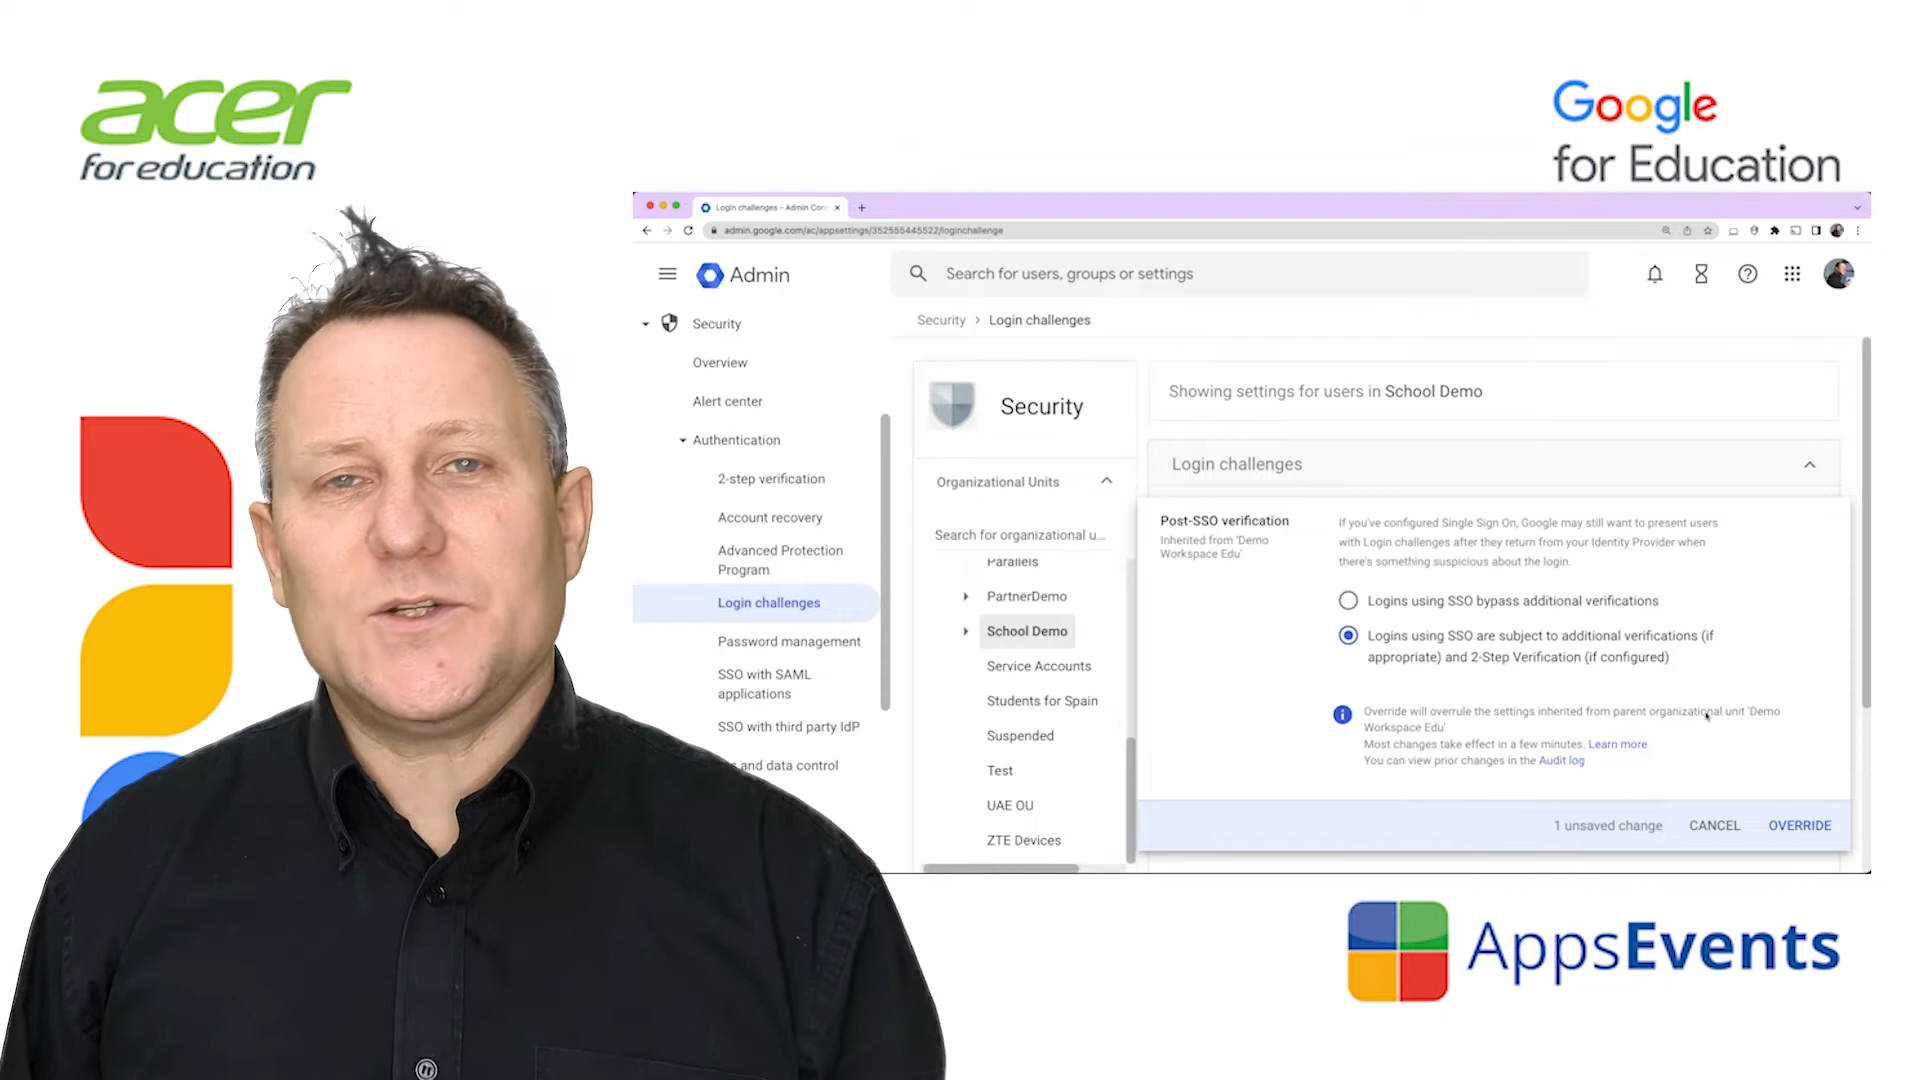 acer
for education
Google
for Education
Login challenges - Admin Con
admin.google.com/ac/appsettings/352555445522/loginchallenge
Admin
Search for users, groups or settings
Security
Overview
Alert center
Authentication
2-step verification
Account recovery
Advanced Protection
Program
Login challenges
Password management
SSO with SAML
applications
SSO with third party IdP
and data control
Security > Login challenges
Security
Organizational Units
Search for organizational u...
Parallels
PartnerDemo
School Demo
Service Accounts
Students for Spain
Suspended
Test
UAE OU
ZTE Devices
Showing settings for users in School Demo
Login challenges
Post-SSO verification
Inherited from 'Demo
Workspace Edu'
If you've configured Single Sign On, Google may still want to present users
with Login challenges after they return from your Identity Provider when
there's something suspicious about the login.
Logins using SSO bypass additional verifications
Logins using SSO are subject to additional verifications (if
appropriate) and 2-Step Verification (if configured)
Override will overrule the settings inherited from parent organizational unit 'Demo
Workspace Edu'
Most changes take effect in a few minutes. Learn more
You can view prior changes in the Audit log
1 unsaved change
CANCEL
OVERRIDE
AppsEvents